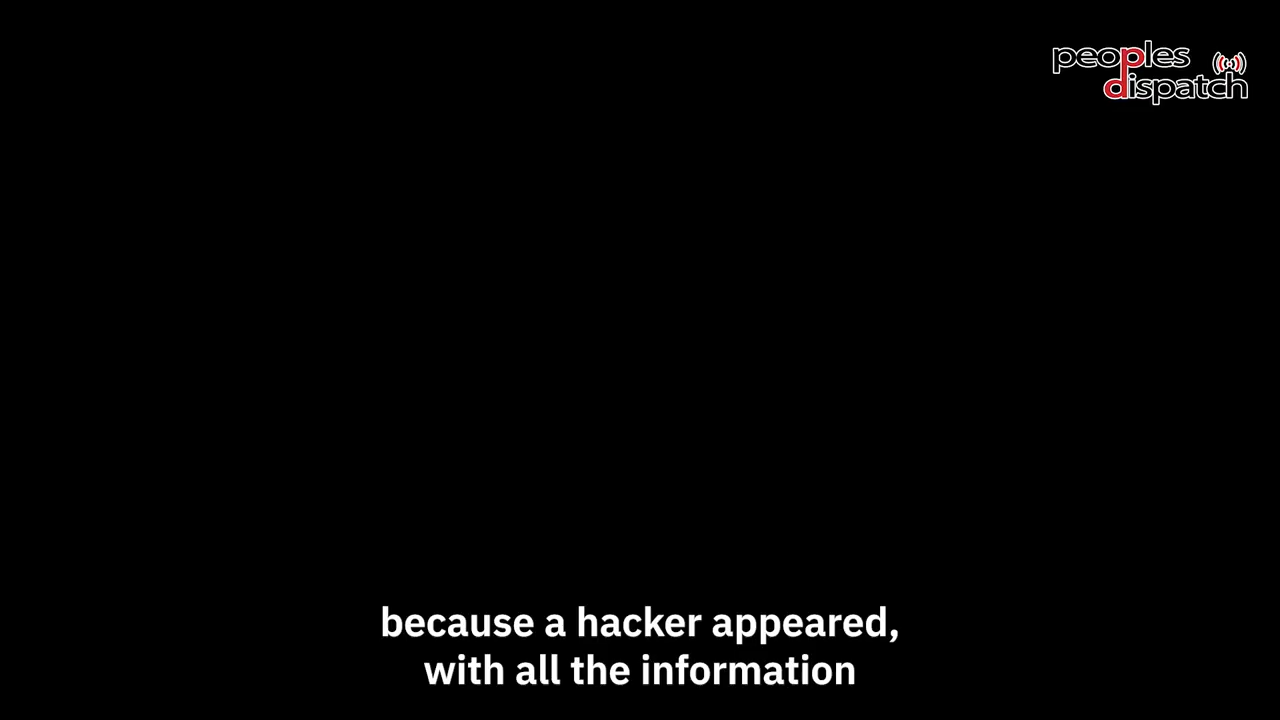 peoples
dispatch
because a hacker appeared,
with all the information